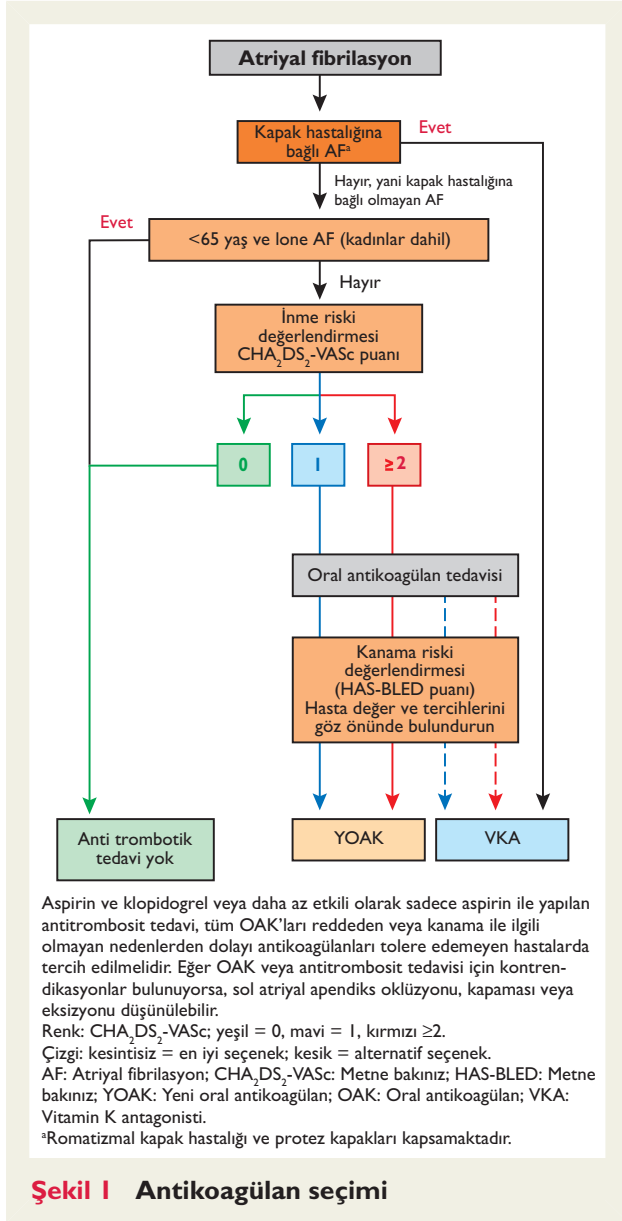 Atriyal fibrilasyon
Kapak hastalığına
bağlı AFᵃ
Evet
Hayır, yani kapak hastalığına
bağlı olmayan AF
Evet
<65 yaş ve lone AF (kadınlar dahil)
Hayır
İnme riski
değerlendirmesi
CHA₂DS₂-VASc puanı
0
1
≥2
Oral antikoagülan tedavisi
Kanama riski
değerlendirmesi
(HAS-BLED puanı)
Hasta değer ve tercihlerini
göz önünde bulundurun
Anti trombotik
tedavi yok
YOAK
VKA
Aspirin ve klopidogrel veya daha az etkili olarak sadece aspirin ile yapılan
antitrombosit tedavi, tüm OAK’ları reddeden veya kanama ile ilgili
olmayan nedenlerden dolayı antikoagülanları tolere edemeyen hastalarda
tercih edilmelidir. Eğer OAK veya antitrombosit tedavisi için kontren-
dikasyonlar bulunuyorsa, sol atriyal apendiks oklüzyonu, kapaması veya
eksizyonu düşünülebilir.
Renk: CHA₂DS₂-VASc; yeşil = 0, mavi = 1, kırmızı ≥2.
Çizgi: kesintisiz = en iyi seçenek; kesik = alternatif seçenek.
AF: Atriyal fibrilasyon; CHA₂DS₂-VASc: Metne bakınız; HAS-BLED: Metne
bakınız; YOAK: Yeni oral antikoagülan; OAK: Oral antikoagülan; VKA:
Vitamin K antagonisti.
ᵃRomatizmal kapak hastalığı ve protez kapakları kapsamaktadır.
Şekil 1 Antikoagülan seçimi